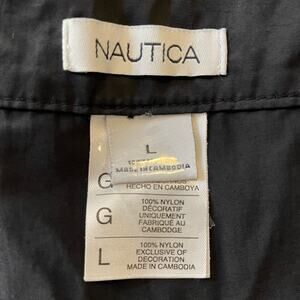 NAUTICA
L
MADE IN CAMBODIA
G
HECHO EN CAMBOYA
G
100% NYLON
DÉCORATIF
UNIQUEMENT
FABRIQUÉ AU
CAMBODGE
L
100% NYLON
EXCLUSIVE OF
DECORATION
MADE IN CAMBODIA